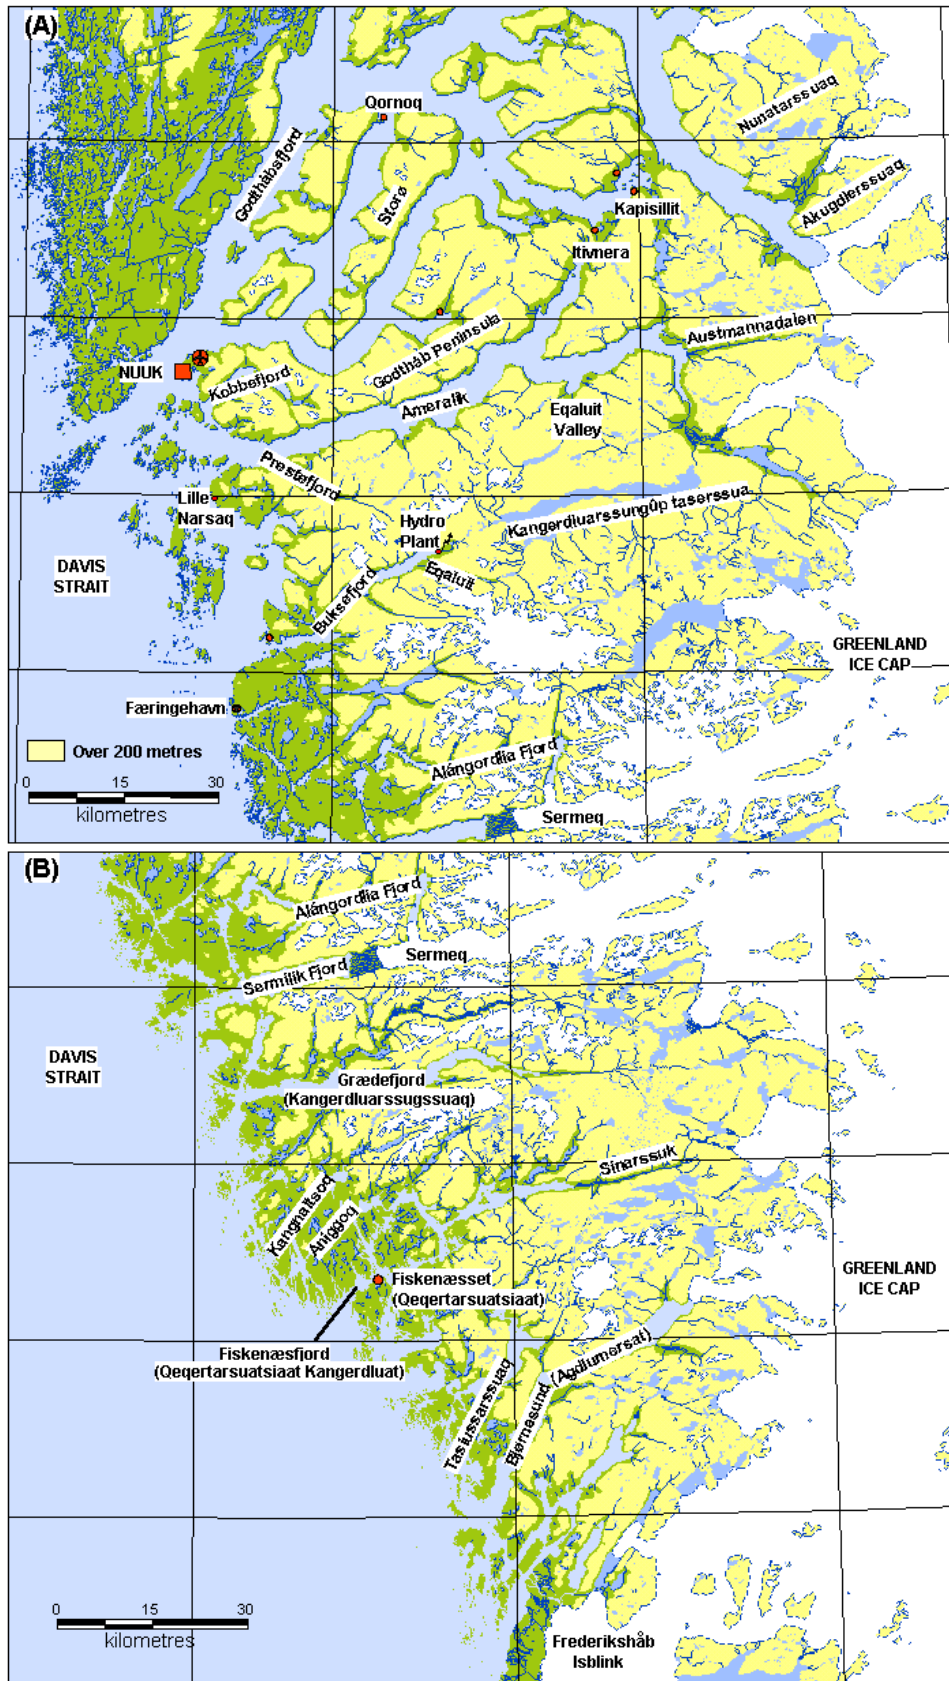 (A)
Qornoq
Nunatarssuaq
Godthåbsfjord
Storø
Akugdlerssuaq
Kapisillit
Itivnera
Austmannadalen
NUUK
Kobbefjord
Godthåb Peninsula
Ameralik
Eqaluit
Valley
Præstefjord
Lille
Narsaq
Kangerdluarssungûp taserssua
Hydro
Plant
DAVIS
STRAIT
Eqaluit
Buksefjord
GREENLAND
ICE CAP
Færingehavn
Over 200 metres
Alángordlia Fjord
0 15 30
kilometres
Sermeq
(B)
Alángordlia Fjord
Sermeq
Sermilik Fjord
DAVIS
STRAIT
Grædefjord
(Kangerdluarssugssuaq)
Sinarssuk
Kangnaitsoq
Aniggoq
Fiskenæsset
(Qeqertarsuatsiaat)
GREENLAND
ICE CAP
Fiskenæsfjord
(Qeqertarsuatsiaat Kangerdluat)
Tasiussarssuaq
Bjørnesund (Agdlumersat)
0 15 30
kilometres
Frederikshåb
Isblink